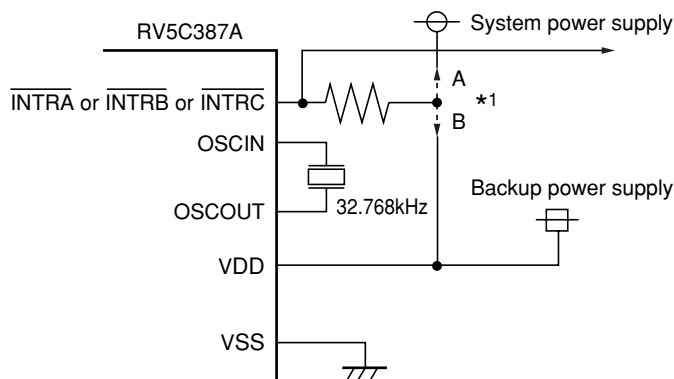 RV5C387A
System power supply
A
INTRA or INTRB or INTRC
*1
B
OSCIN
Backup power supply
OSCOUT
32.768kHz
VDD
VSS